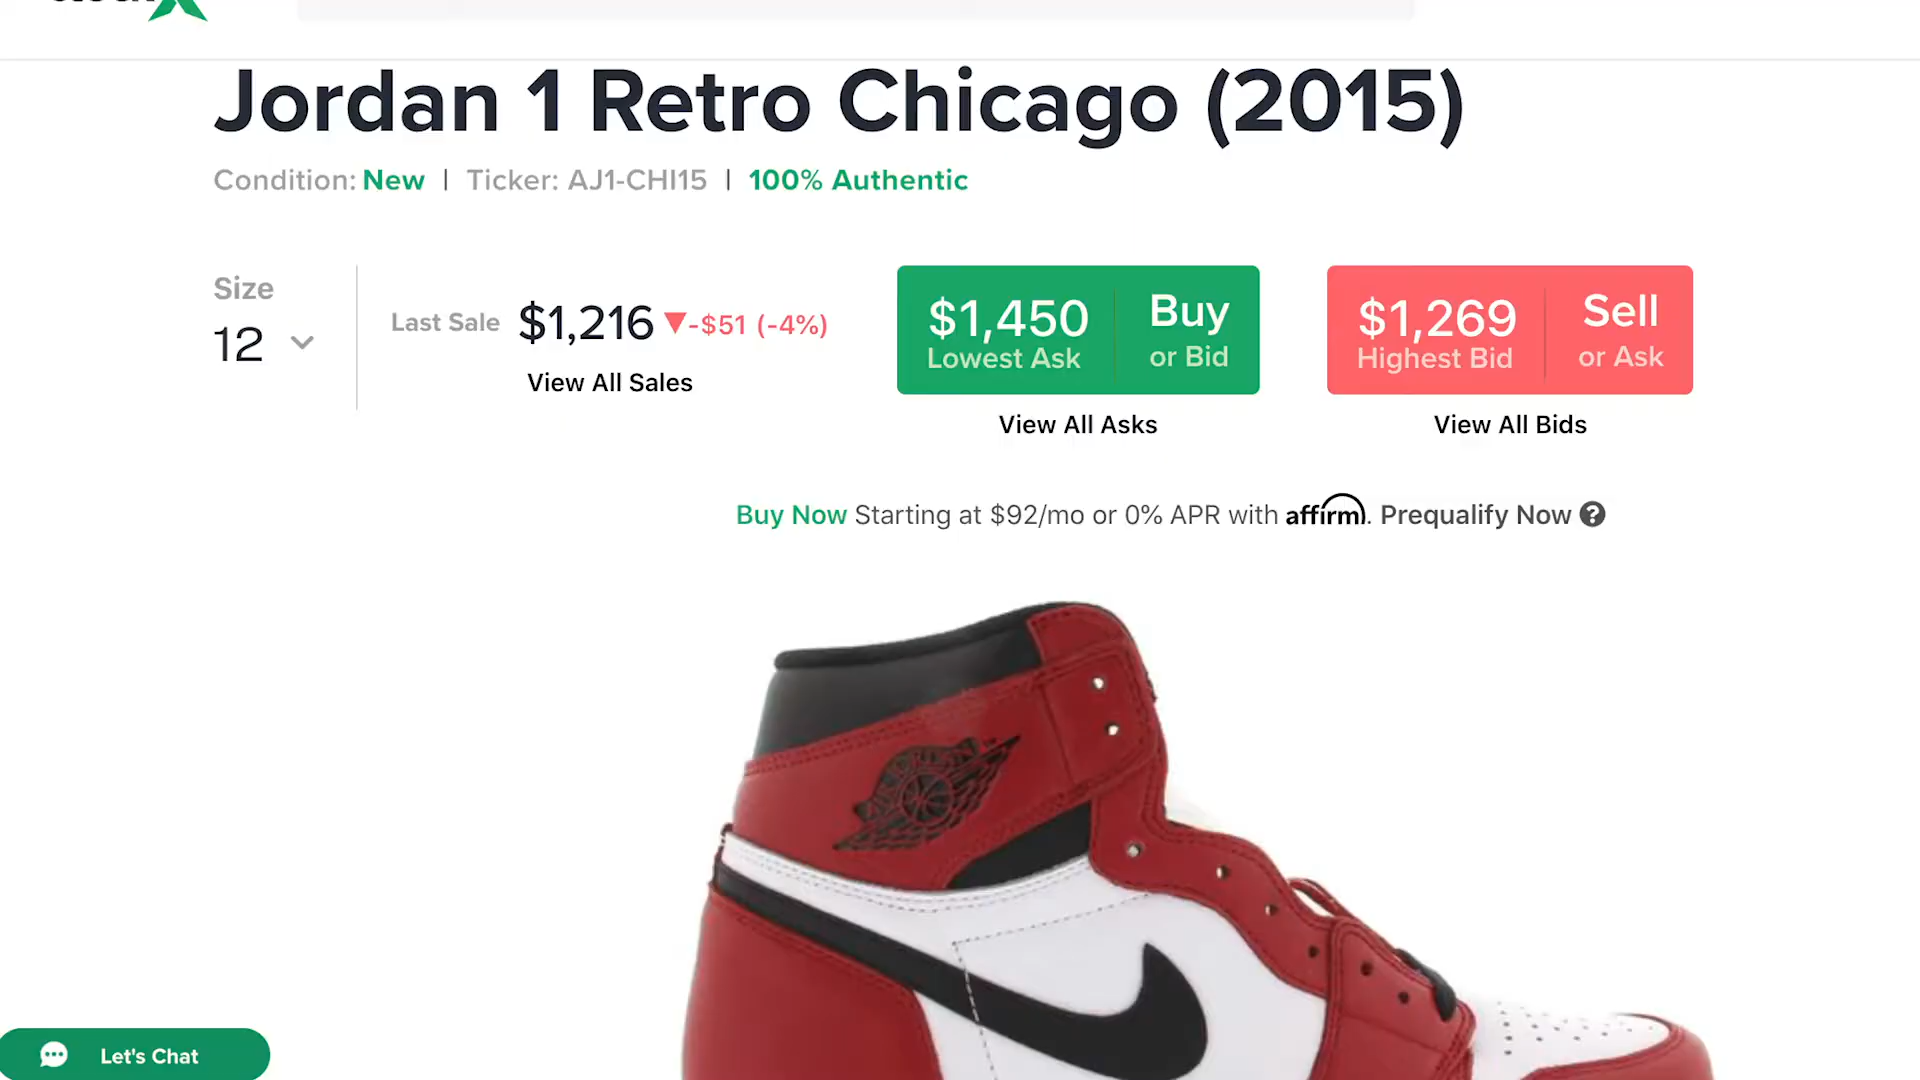 Jordan 1 Retro Chicago (2015)
Condition: New | Ticker: AJ1-CHI15 | 100% Authentic
Size
12
Last Sale $1,216 ▼-$51 (-4%)
View All Sales
$1,450
Lowest Ask
Buy
or Bid
View All Asks
$1,269
Highest Bid
Sell
or Ask
View All Bids
Buy Now Starting at $92/mo or 0% APR with affirm. Prequalify Now ?
Let's Chat